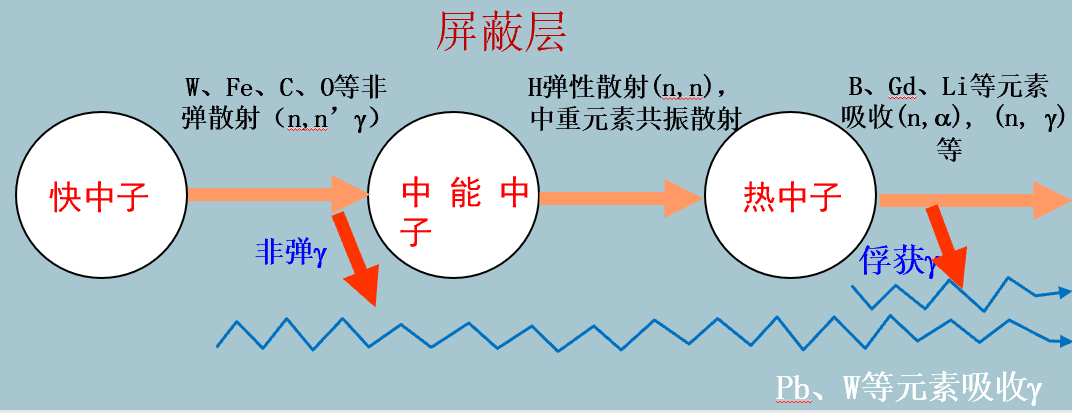 屏蔽层
W、Fe、C、O等非
弹散射（n,n’γ）
H弹性散射(n,n),
中重元素共振散射
B、Gd、Li等元素
吸收(n,α), (n, γ)
等
快中子
中 能 中
子
热中子
非弹γ
俘获γ
Pb、W等元素吸收γ